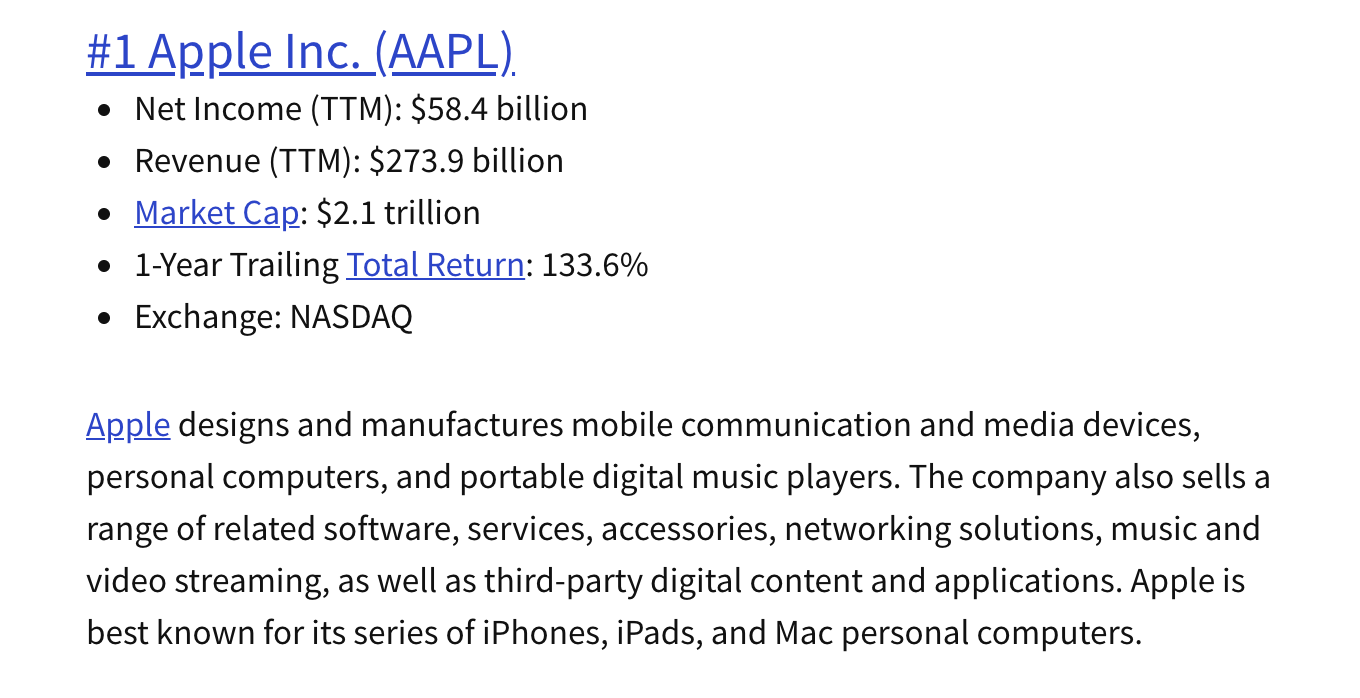 #1 Apple Inc. (AAPL)
• Net Income (TTM): $58.4 billion
• Revenue (TTM): $273.9 billion
• Market Cap: $2.1 trillion
• 1-Year Trailing Total Return: 133.6%
• Exchange: NASDAQ
Apple designs and manufactures mobile communication and media devices,
personal computers, and portable digital music players. The company also sells a
range of related software, services, accessories, networking solutions, music and
video streaming, as well as third-party digital content and applications. Apple is
best known for its series of iPhones, iPads, and Mac personal computers.